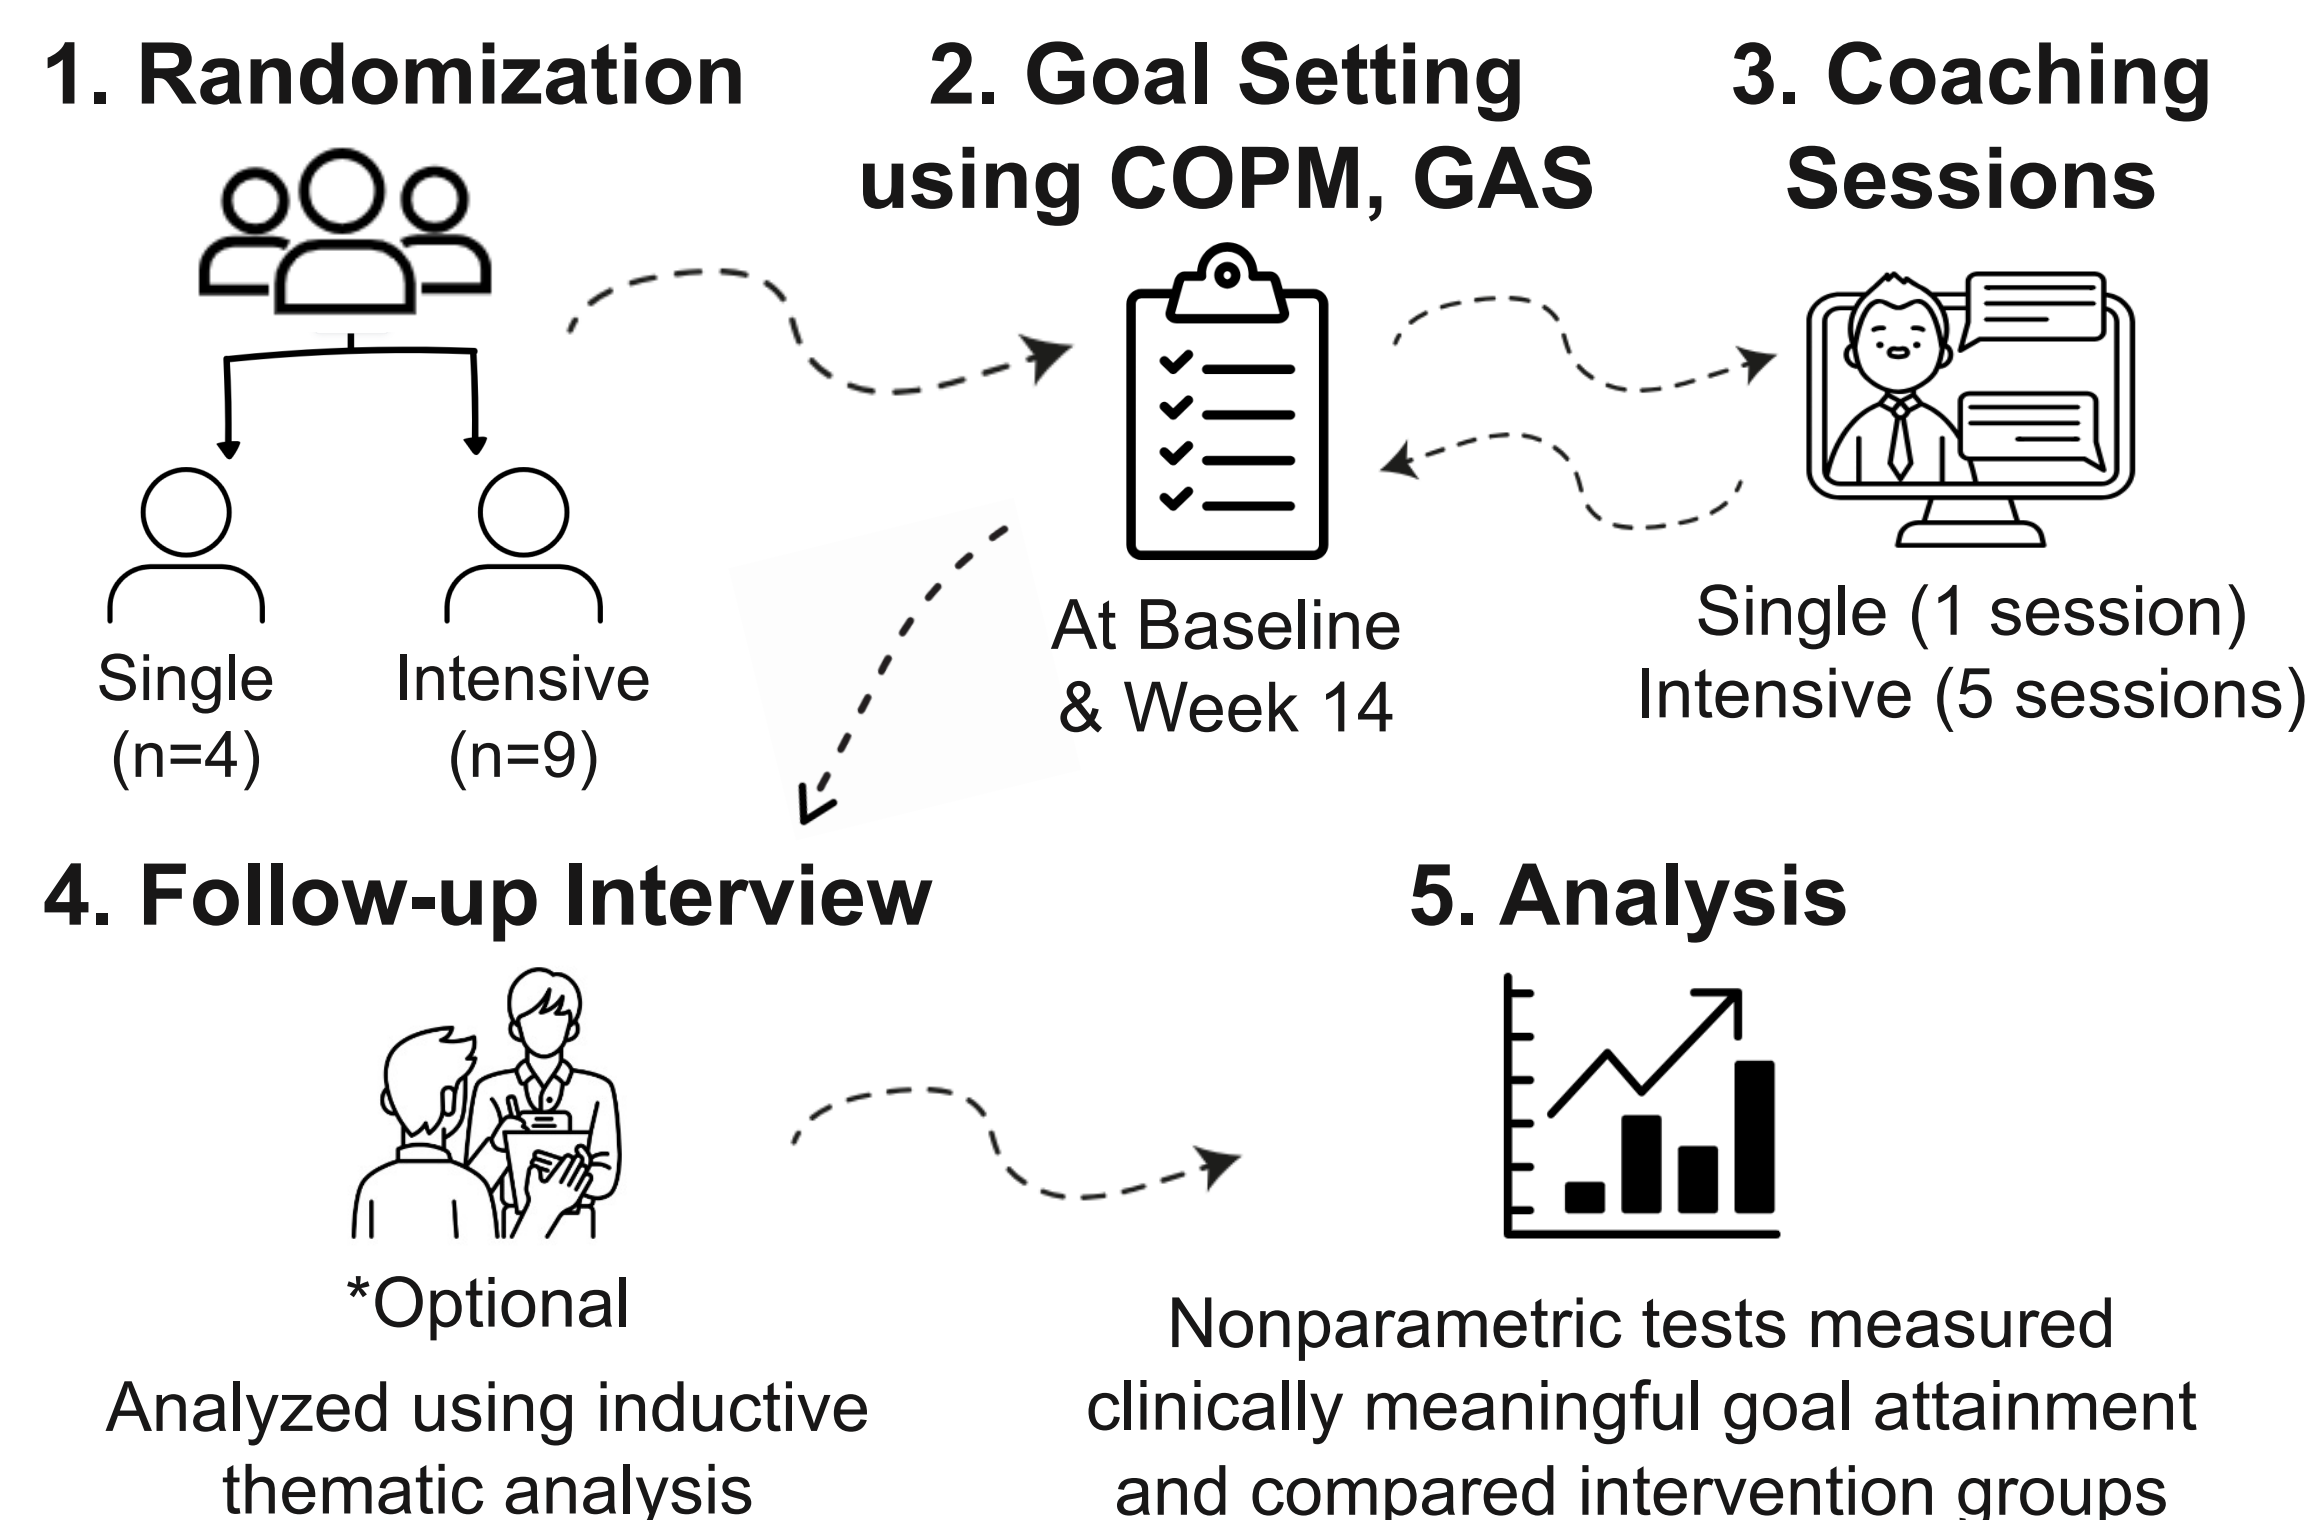 1. Randomization
Single
(n=4)
Intensive
(n=9)
2. Goal Setting
using COPM, GAS
At Baseline
& Week 14
3. Coaching
Sessions
Single (1 session)
Intensive (5 sessions)
4. Follow-up Interview
*Optional
Analyzed using inductive
thematic analysis
5. Analysis
Nonparametric tests measured
clinically meaningful goal attainment
and compared intervention groups